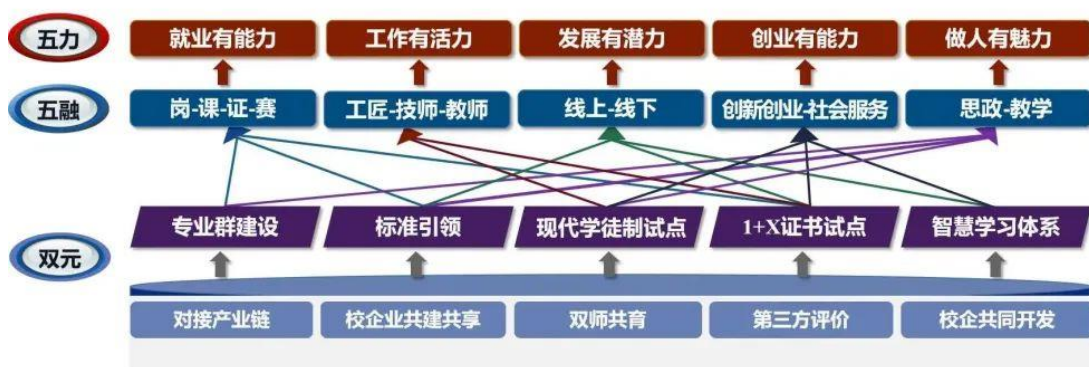 五力 就业有能力 工作有活力 发展有潜力 创业有能力 做人有魅力
五融 岗-课-证-赛 工匠-技师-教师 线上-线下 创新创业-社会服务 思政-教学
专业群建设 标准引领 现代学徒制试点 1+X证书试点 智慧学习体系
双元
对接产业链 校企业共建共享 双师共育 第三方评价 校企共同开发